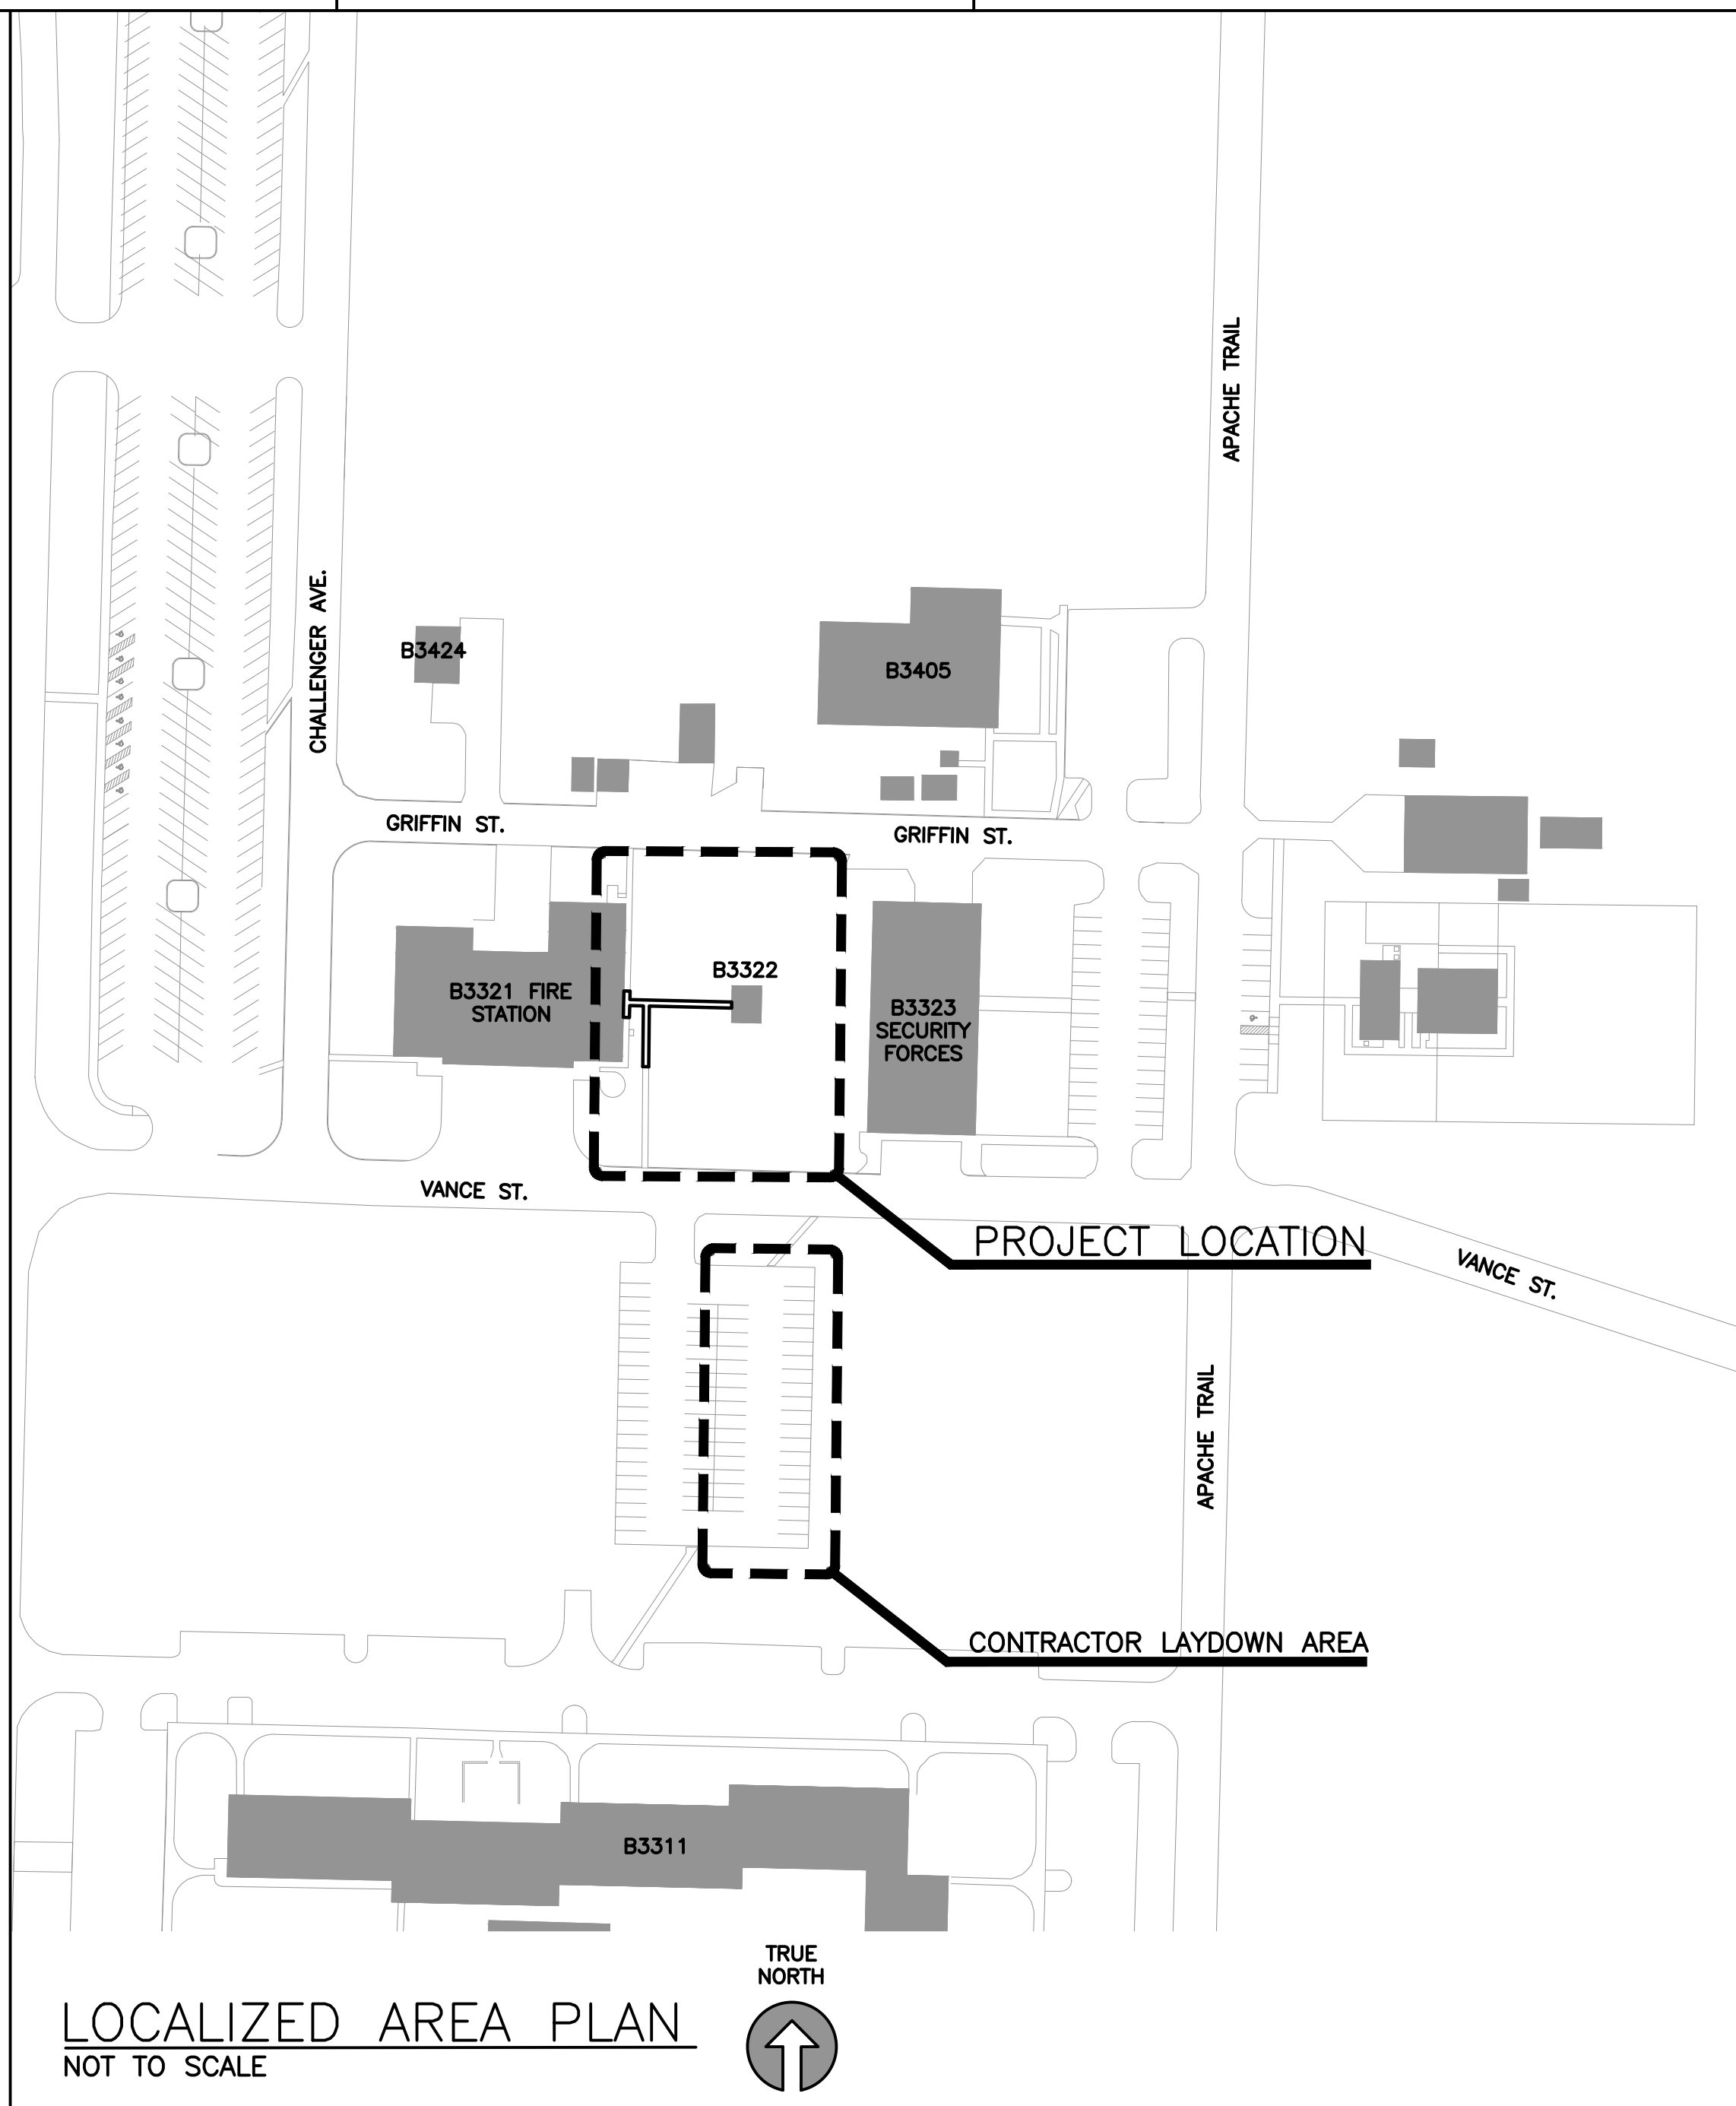 APACHE TRAIL
CHALLENGER AVE.
B3424
B3405
GRIFFIN ST.
GRIFFIN ST.
B3322
B3321 FIRE
STATION
B3323
SECURITY
FORCES
VANCE ST.
PROJECT LOCATION
VANCE ST.
APACHE TRAIL
CONTRACTOR LAYDOWN AREA
B3311
TRUE
NORTH
LOCALIZED AREA PLAN
NOT TO SCALE